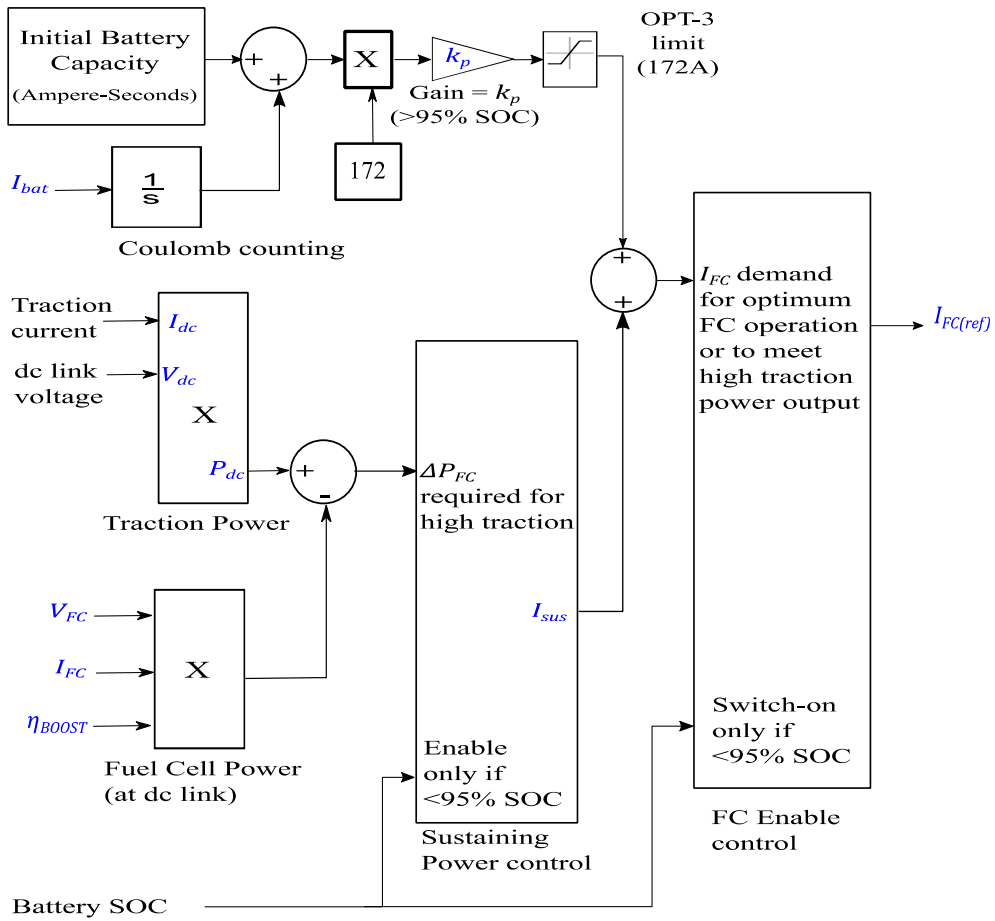 Initial Battery
Capacity
(Ampere-Seconds)
+
+
X
k_p
Gain = k_p
(>95% SOC)
OPT-3
limit
(172A)
172
I_bat
1
s
Coulomb counting
Traction
current
I_dc
dc link
voltage
V_dc
X
P_dc
Traction Power
+
-
V_FC
I_FC
η_BOOST
X
Fuel Cell Power
(at dc link)
ΔP_FC
required for
high traction
I_sus
Enable
only if
<95% SOC
Sustaining
Power control
+
+
I_FC demand
for optimum
FC operation
or to meet
high traction
power output
I_FC(ref)
Switch-on
only if
<95% SOC
FC Enable
control
Battery SOC